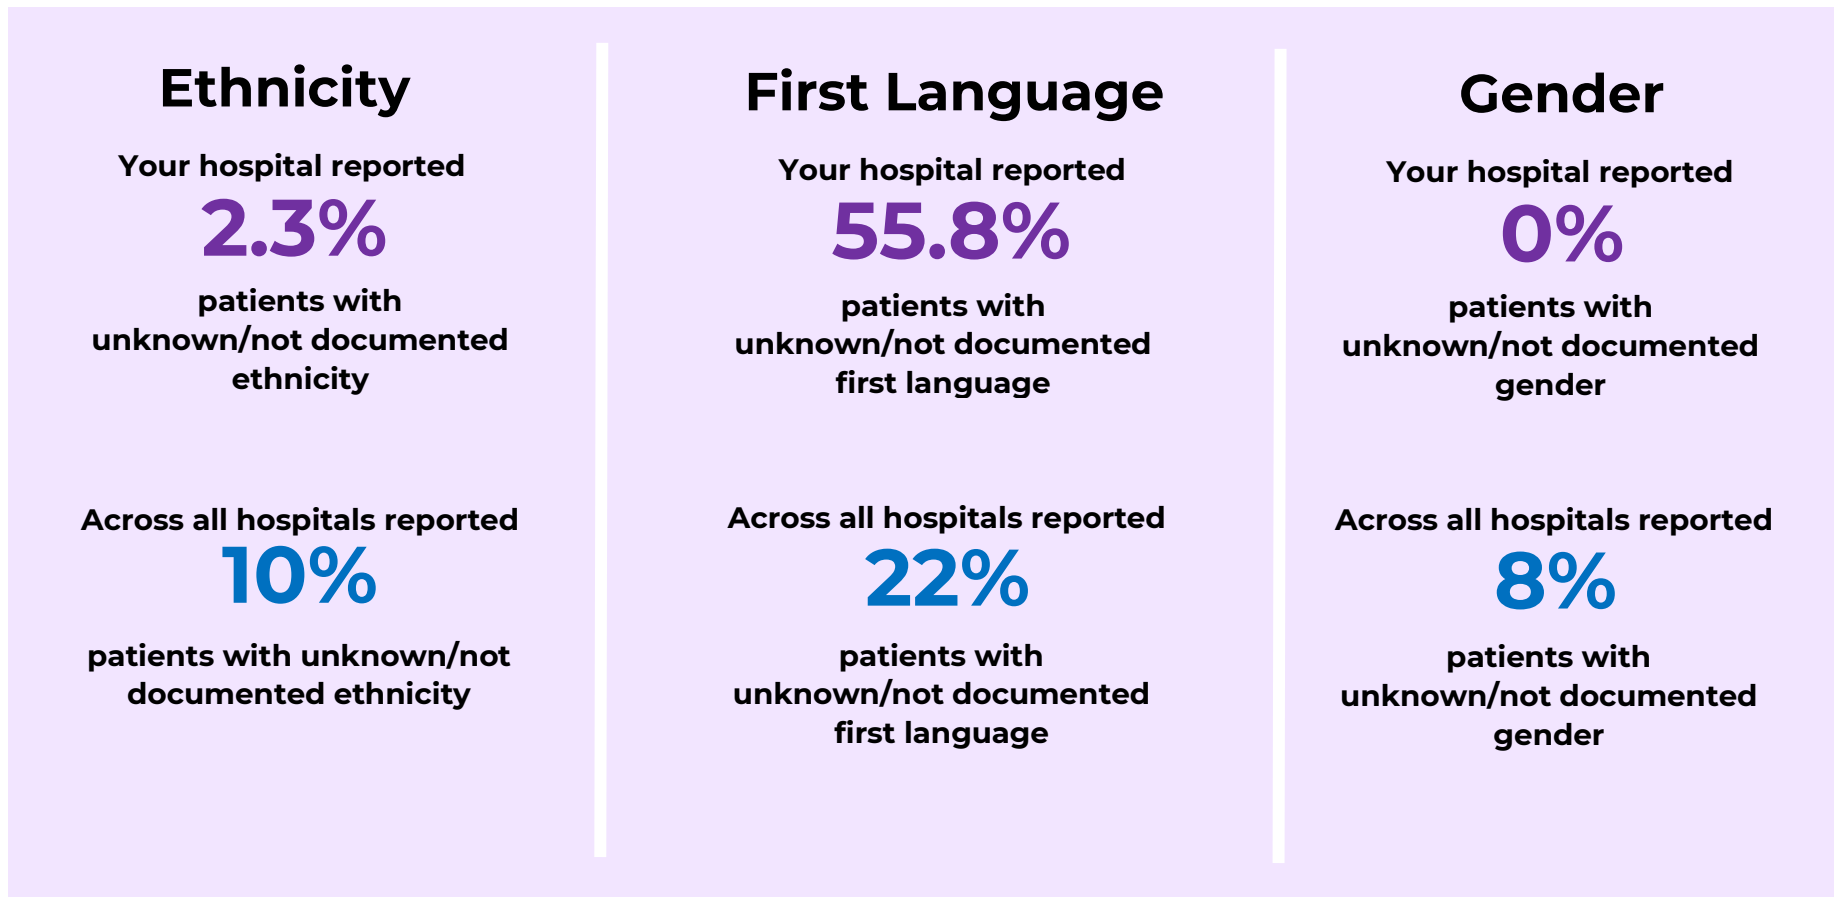 Ethnicity
Your hospital reported
2.3%
patients with
unknown/not documented
ethnicity
Across all hospitals reported
10%
patients with unknown/not
documented ethnicity
First Language
Your hospital reported
55.8%
patients with
unknown/not documented
first language
Across all hospitals reported
22%
patients with
unknown/not documented
first language
Gender
Your hospital reported
0%
patients with
unknown/not documented
gender
Across all hospitals reported
8%
patients with
unknown/not documented
gender